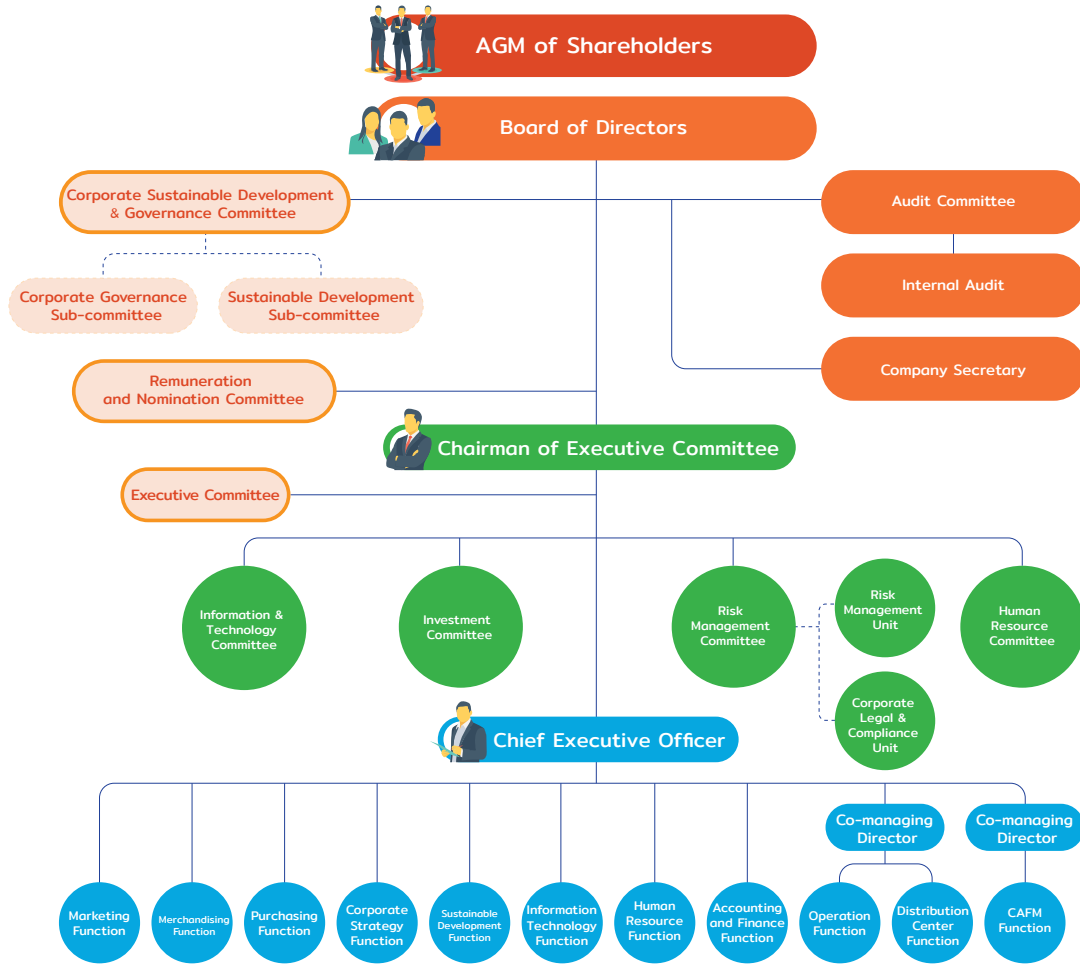 AGM of Shareholders
Board of Directors
Corporate Sustainable Development
& Governance Committee
Audit Committee
Corporate Governance
Sub-committee
Sustainable Development
Sub-committee
Internal Audit
Remuneration
and Nomination Committee
Company Secretary
Chairman of Executive Committee
Executive Committee
Information &
Technology
Committee
Investment
Committee
Risk
Management
Committee
Risk
Management
Unit
Human
Resource
Committee
Corporate
Legal &
Compliance
Unit
Chief Executive Officer
Co-managing
Director
Co-managing
Director
Marketing
Function
Merchandising
Function
Purchasing
Function
Corporate
Strategy
Function
Sustainable
Development
Function
Information
Technology
Function
Human
Resource
Function
Accounting
and Finance
Function
Operation
Function
Distribution
Center
Function
CAFM
Function